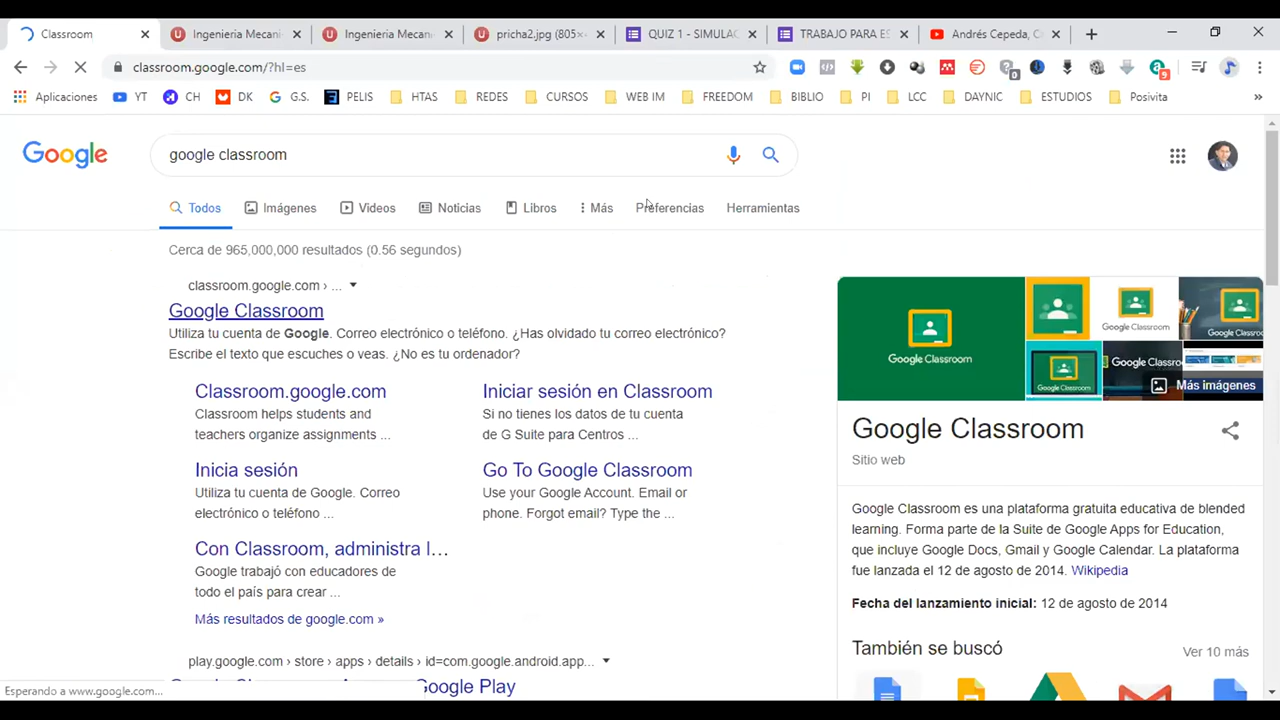 Classroom
Ingenieria Mecani
Ingenieria Mecan
pricha2.jpg (805×
QUIZ 1 - SIMULAC
TRABAJO PARA ES
Andrés Cepeda, C
classroom.google.com/?hl=es
0
9
Aplicaciones
YT
CH
DK
G.S.
PELIS
HTAS
REDES
CURSOS
WEB IM
FREEDOM
BIBLIO
PI
LCC
DAYNIC
ESTUDIOS
Posivita
»
Google
google classroom
Todos
Imágenes
Videos
Noticias
Libros
Más
Preferencias
Herramientas
Cerca de 965,000,000 resultados (0.56 segundos)
classroom.google.com › ...
Google Classroom
Utiliza tu cuenta de Google. Correo electrónico o teléfono. ¿Has olvidado tu correo electrónico?
Escribe el texto que escuches o veas. ¿No es tu ordenador?
Classroom.google.com
Classroom helps students and
teachers organize assignments ...
Iniciar sesión en Classroom
Si no tienes los datos de tu cuenta
de G Suite para Centros ...
Inicia sesión
Utiliza tu cuenta de Google. Correo
electrónico o teléfono ...
Go To Google Classroom
Use your Google Account. Email or
phone. Forgot email? Type the ...
Con Classroom, administra l...
Google trabajó con educadores de
todo el país para crear ...
Más resultados de google.com »
play.google.com › store › apps › details › id=com.google.android.app...
Google Play
Esperando a www.google.com...
Google Classroom
Google Classroom
Google Classroom
Google Classro
Google Classroom
Más imágenes
Google Classroom
Sitio web
Google Classroom es una plataforma gratuita educativa de blended
learning. Forma parte de la Suite de Google Apps for Education,
que incluye Google Docs, Gmail y Google Calendar. La plataforma
fue lanzada el 12 de agosto de 2014. Wikipedia
Fecha del lanzamiento inicial: 12 de agosto de 2014
También se buscó
Ver 10 más